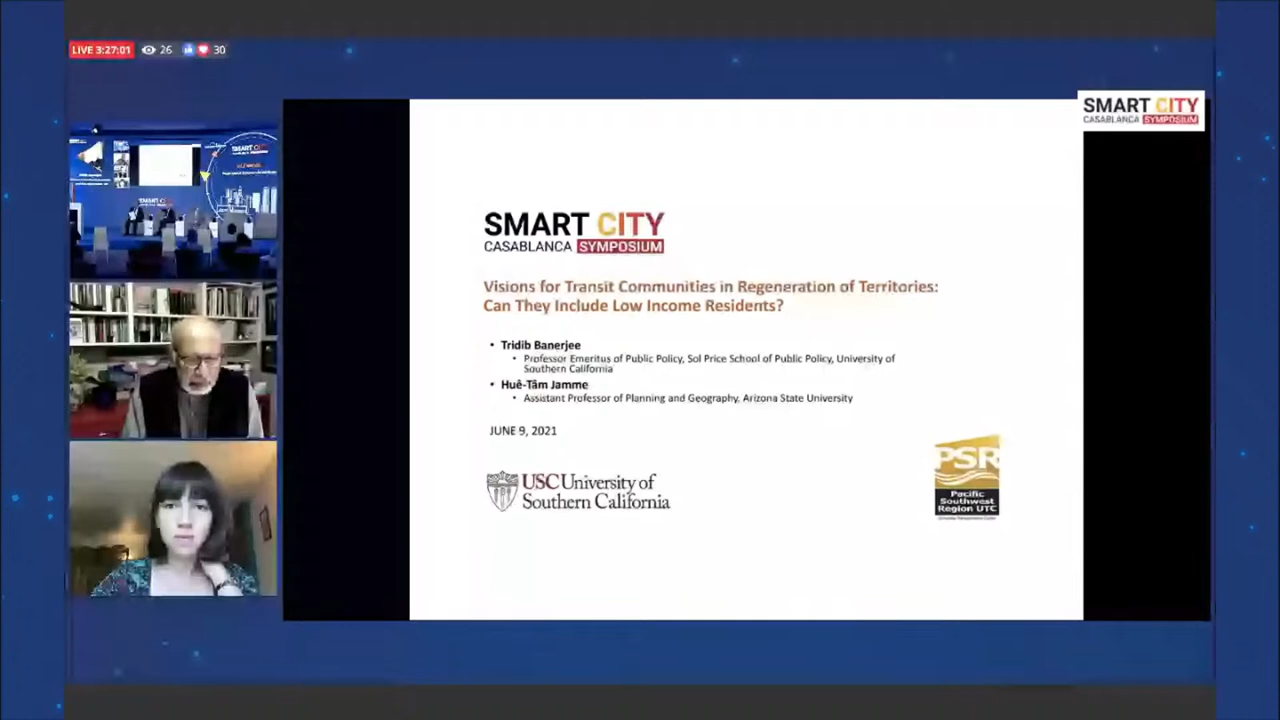 LIVE 3:27:01 26 30
SMART CITY
CASABLANCA SYMPOSIUM
SMART CITY
CASABLANCA SYMPOSIUM
Visions for Transit Communities in Regeneration of Territories:
Can They Include Low Income Residents?
• Tridib Banerjee
• Professor Emeritus of Public Policy, Sol Price School of Public Policy, University of
Southern California
• Huê-Tâm Jamme
• Assistant Professor of Planning and Geography, Arizona State University
JUNE 9, 2021
USC University of
Southern California
PSR
Pacific
Southwest
Region UTC
SMART CITY